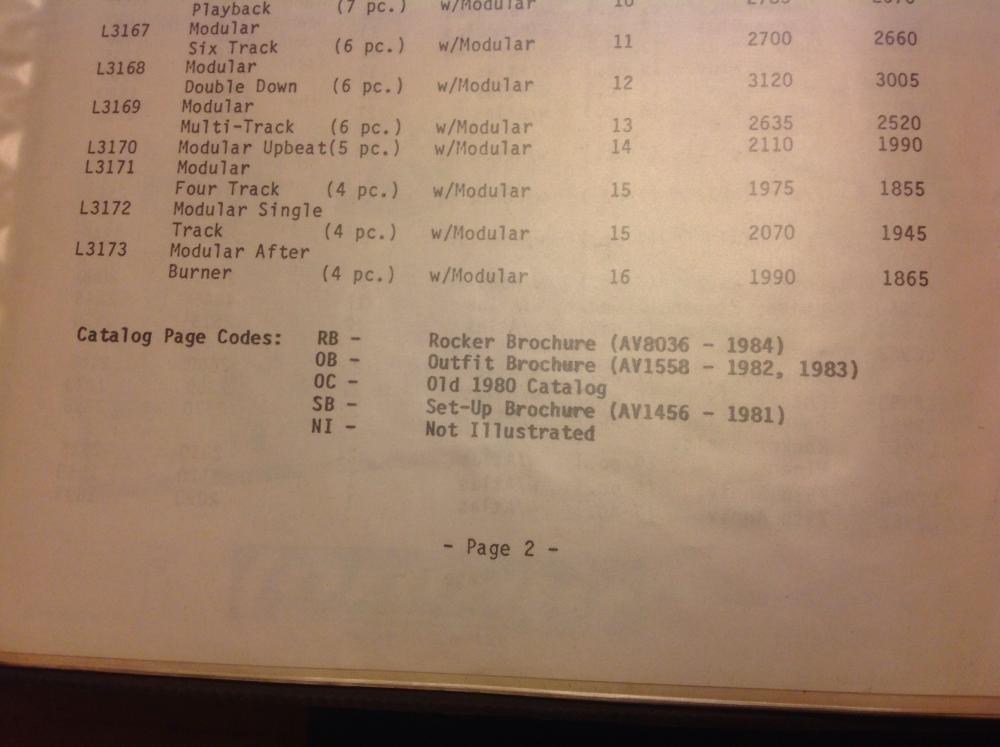 Playback (7 pc.) w/Modular 10
L3167 Modular
Six Track (6 pc.) w/Modular 11 2700 2660
L3168 Modular
Double Down (6 pc.) w/Modular 12 3120 3005
L3169 Modular
Multi-Track (6 pc.) w/Modular 13 2635 2520
L3170 Modular Upbeat(5 pc.) w/Modular 14 2110 1990
L3171 Modular
Four Track (4 pc.) w/Modular 15 1975 1855
L3172 Modular Single
Track (4 pc.) w/Modular 15 2070 1945
L3173 Modular After
Burner (4 pc.) w/Modular 16 1990 1865
Catalog Page Codes: RB - Rocker Brochure (AV8036 - 1984)
OB - Outfit Brochure (AV1558 - 1982, 1983)
OC - Old 1980 Catalog
SB - Set-Up Brochure (AV1456 - 1981)
NI - Not Illustrated
- Page 2 -